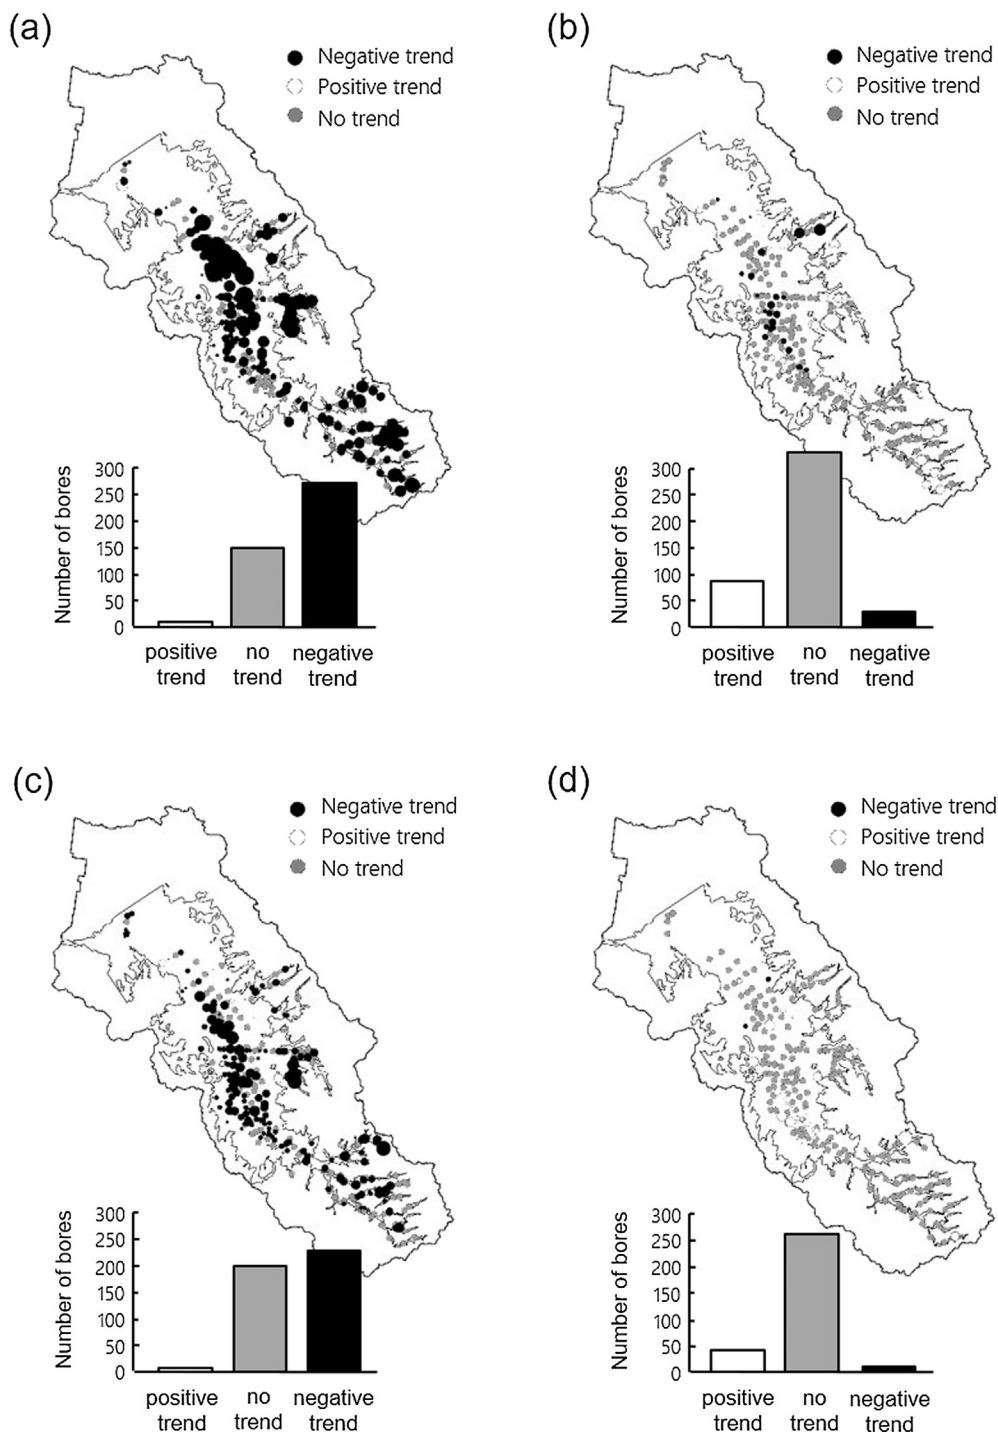 (a)
Negative trend
Positive trend
No trend
Number of bores
300
250
200
150
100
50
0
positive trend
no trend
negative trend
(b)
Negative trend
Positive trend
No trend
Number of bores
300
250
200
150
100
50
0
positive trend
no trend
negative trend
(c)
Negative trend
Positive trend
No trend
Number of bores
300
250
200
150
100
50
0
positive trend
no trend
negative trend
(d)
Negative trend
Positive trend
No trend
Number of bores
300
250
200
150
100
50
0
positive trend
no trend
negative trend